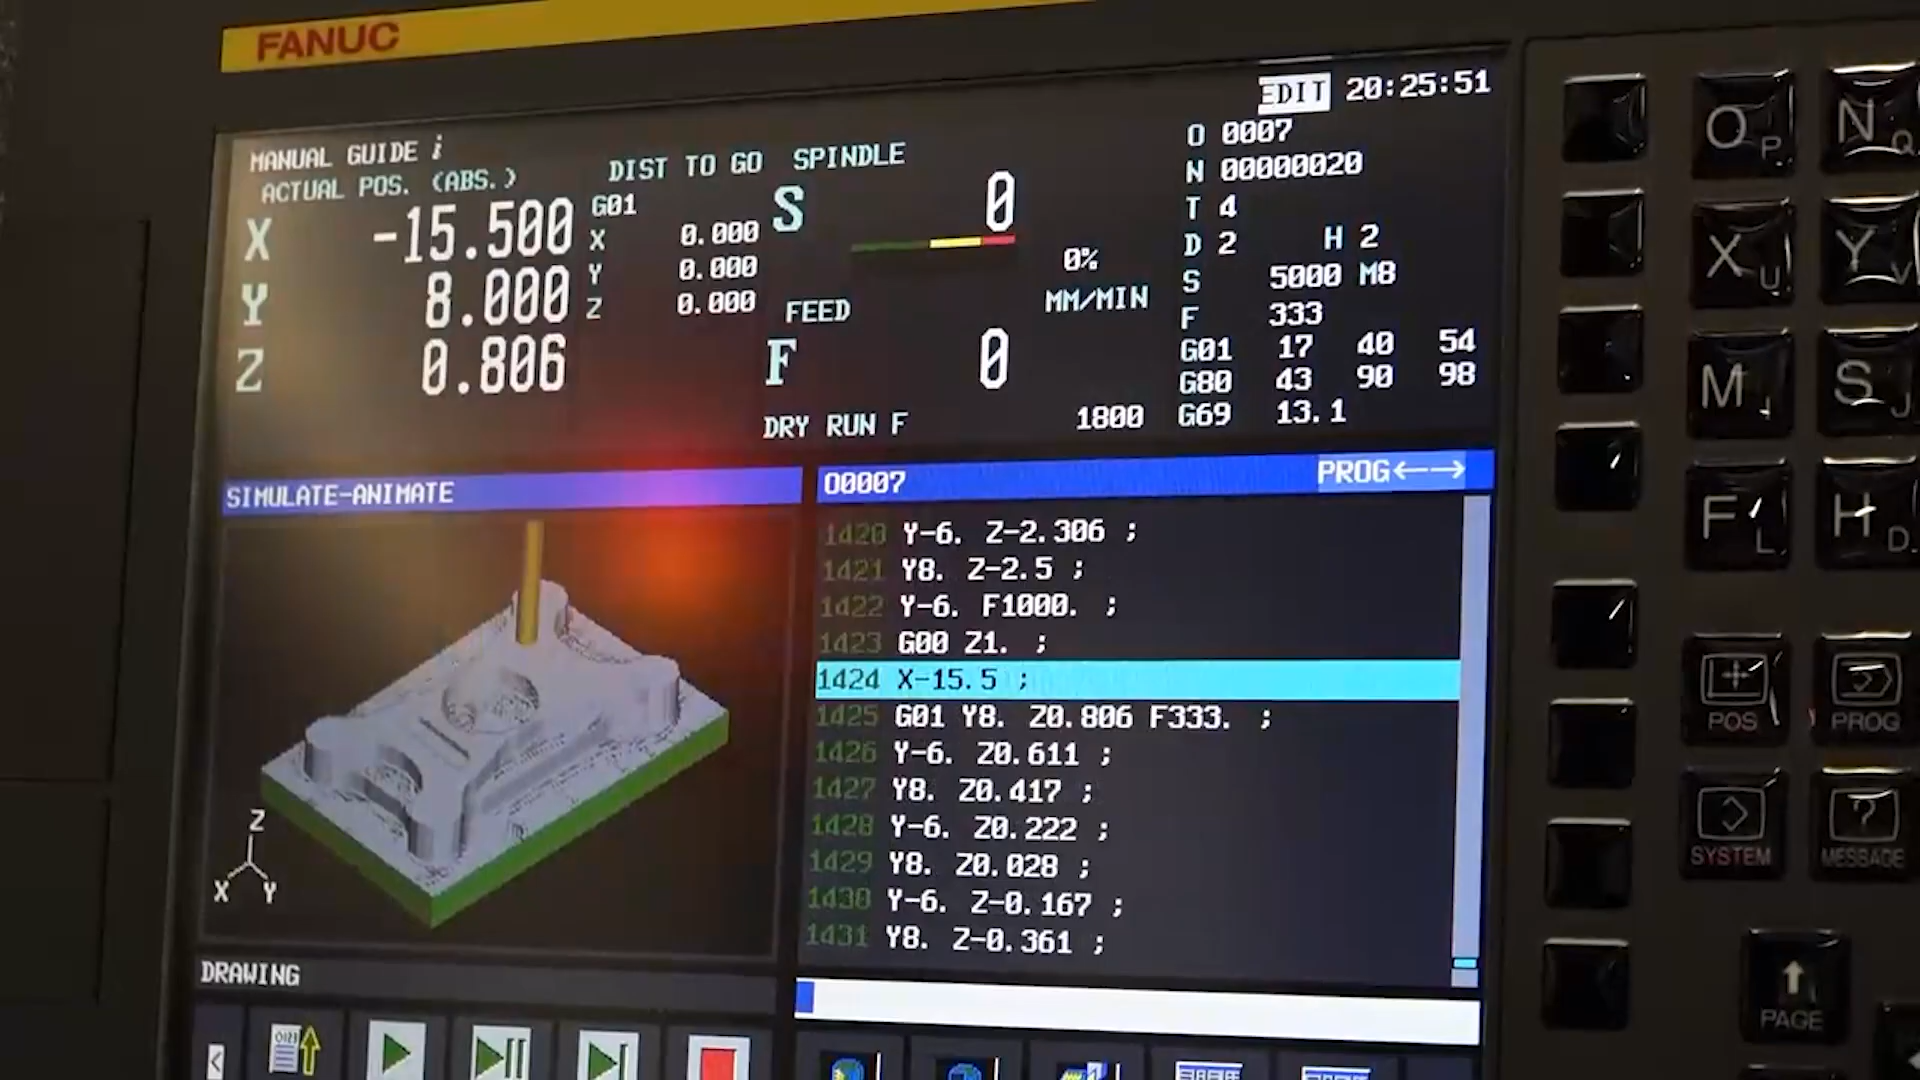 FANUC
EDIT 20:25:51
MANUAL GUIDE i
ACTUAL POS. (ABS.)
DIST TO GO
SPINDLE
O 0007
N 00000020
X -15.500
G01
X 0.000
S 0
T 4
D 2 H 2
Y 8.000
Y 0.000
0%
S 5000 M8
Z 0.000
FEED
MM/MIN
F 333
Z 0.806
F 0
G01 17 40 54
G80 43 90 98
DRY RUN F 1800
G69 13.1
SIMULATE-ANIMATE
O0007
PROG←→
1420 Y-6. Z-2.306 ;
1421 Y8. Z-2.5 ;
1422 Y-6. F1000. ;
1423 G00 Z1. ;
1424 X-15.5 ;
1425 G01 Y8. Z0.806 F333. ;
1426 Y-6. Z0.611 ;
1427 Y8. Z0.417 ;
1428 Y-6. Z0.222 ;
1429 Y8. Z0.028 ;
1430 Y-6. Z-0.167 ;
1431 Y8. Z-0.361 ;
Z
X Y
DRAWING
O P
N Q
X U
Y V
M I
S J
F L
H D
POS
PROG
SYSTEM
MESSAGE
PAGE